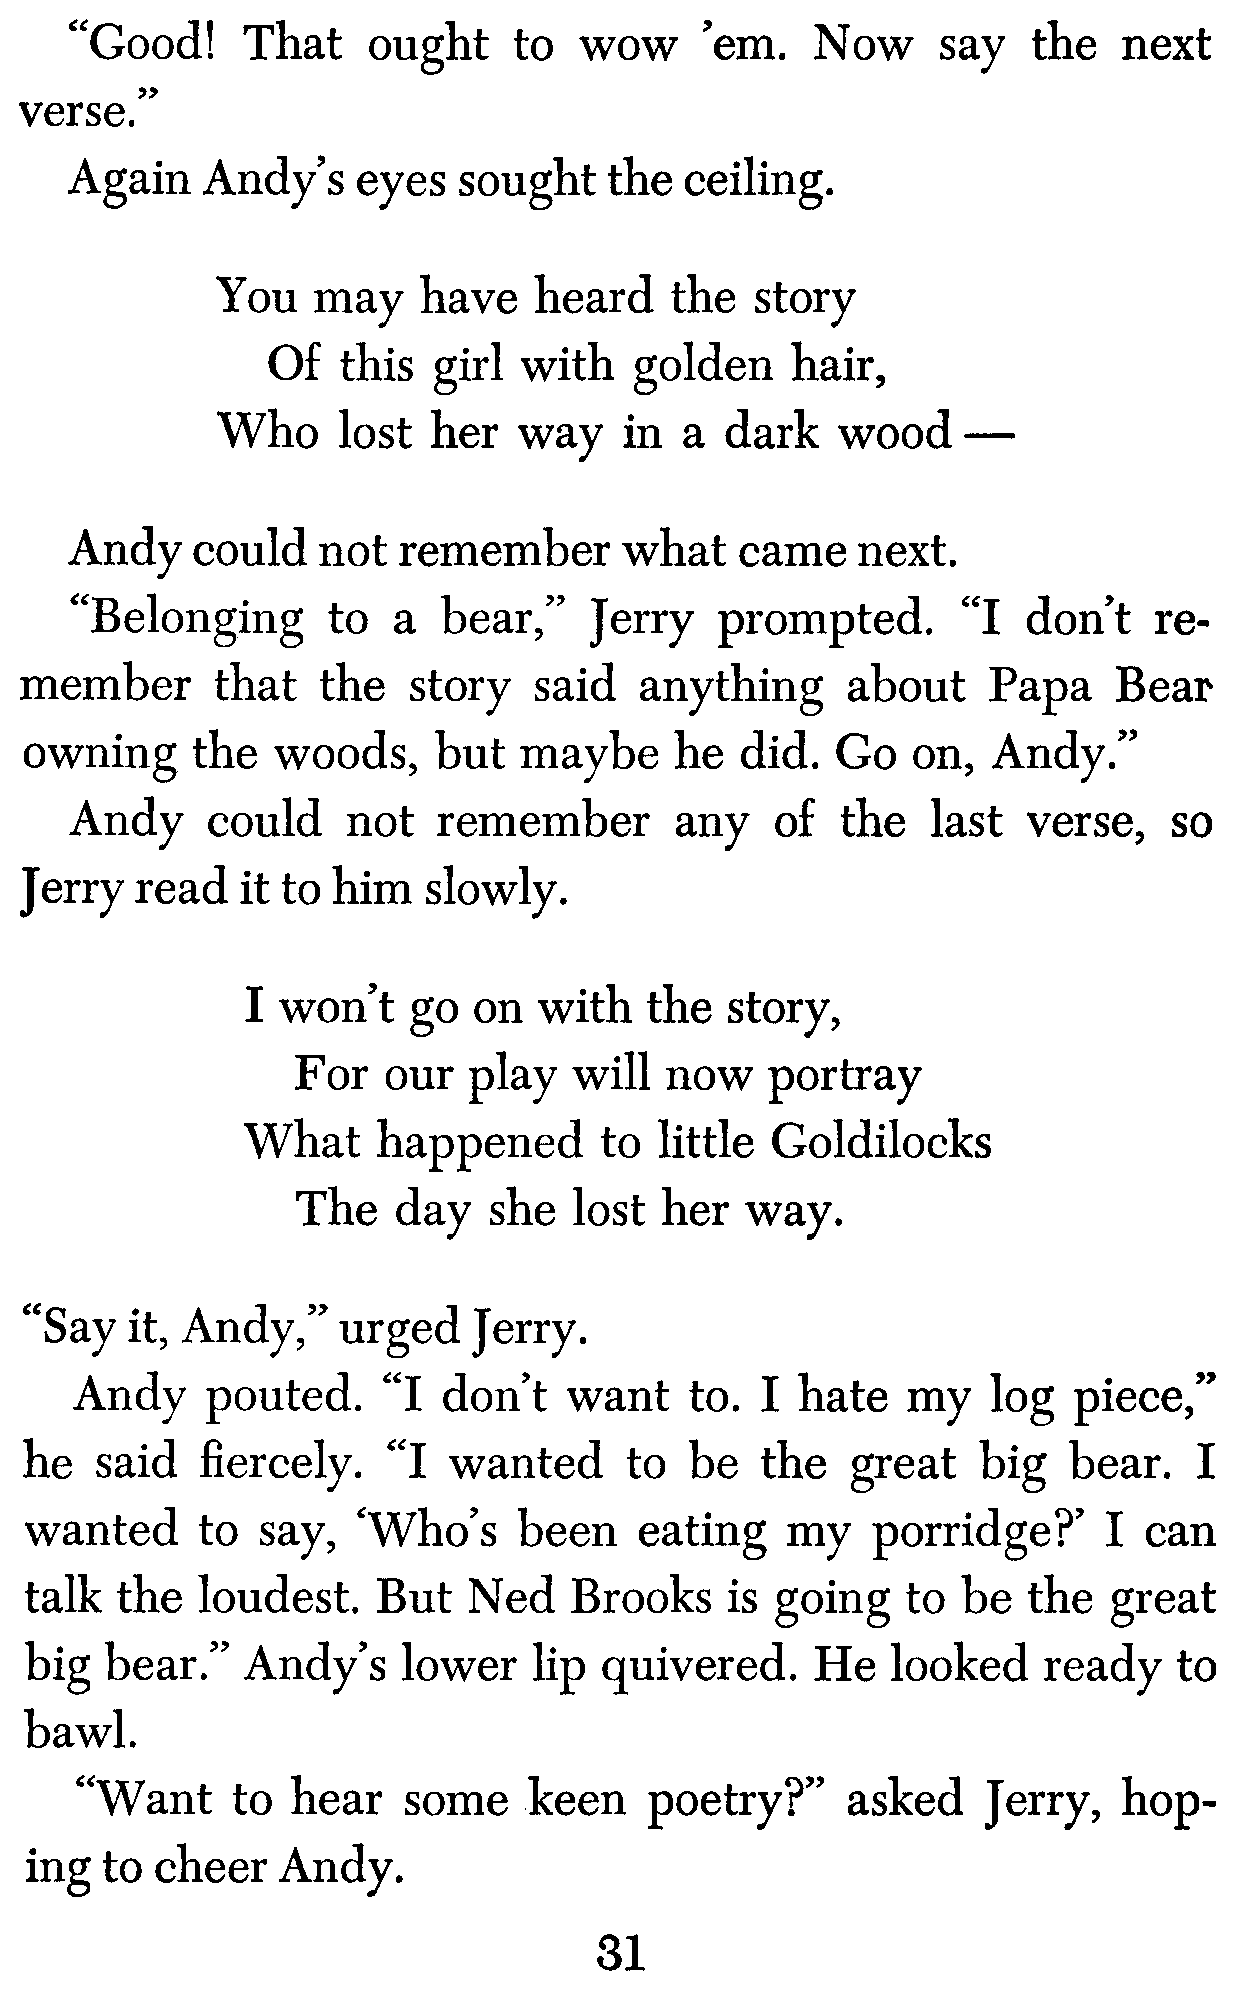 “Good! That ought to wow ’em. Now say the next
verse.”
Again Andy’s eyes sought the ceiling.
You may have heard the story
Of this girl with golden hair,
Who lost her way in a dark wood —
Andy could not remember what came next.
“Belonging to a bear,” Jerry prompted. “I don’t re-
member that the story said anything about Papa Bear
owning the woods, but maybe he did. Go on, Andy.”
Andy could not remember any of the last verse, so
Jerry read it to him slowly.
I won’t go on with the story,
For our play will now portray
What happened to little Goldilocks
The day she lost her way.
“Say it, Andy,” urged Jerry.
Andy pouted. “I don’t want to. I hate my log piece,”
he said fiercely. “I wanted to be the great big bear. I
wanted to say, ‘Who’s been eating my porridge?’ I can
talk the loudest. But Ned Brooks is going to be the great
big bear.” Andy’s lower lip quivered. He looked ready to
bawl.
“Want to hear some keen poetry?” asked Jerry, hop-
ing to cheer Andy.
31